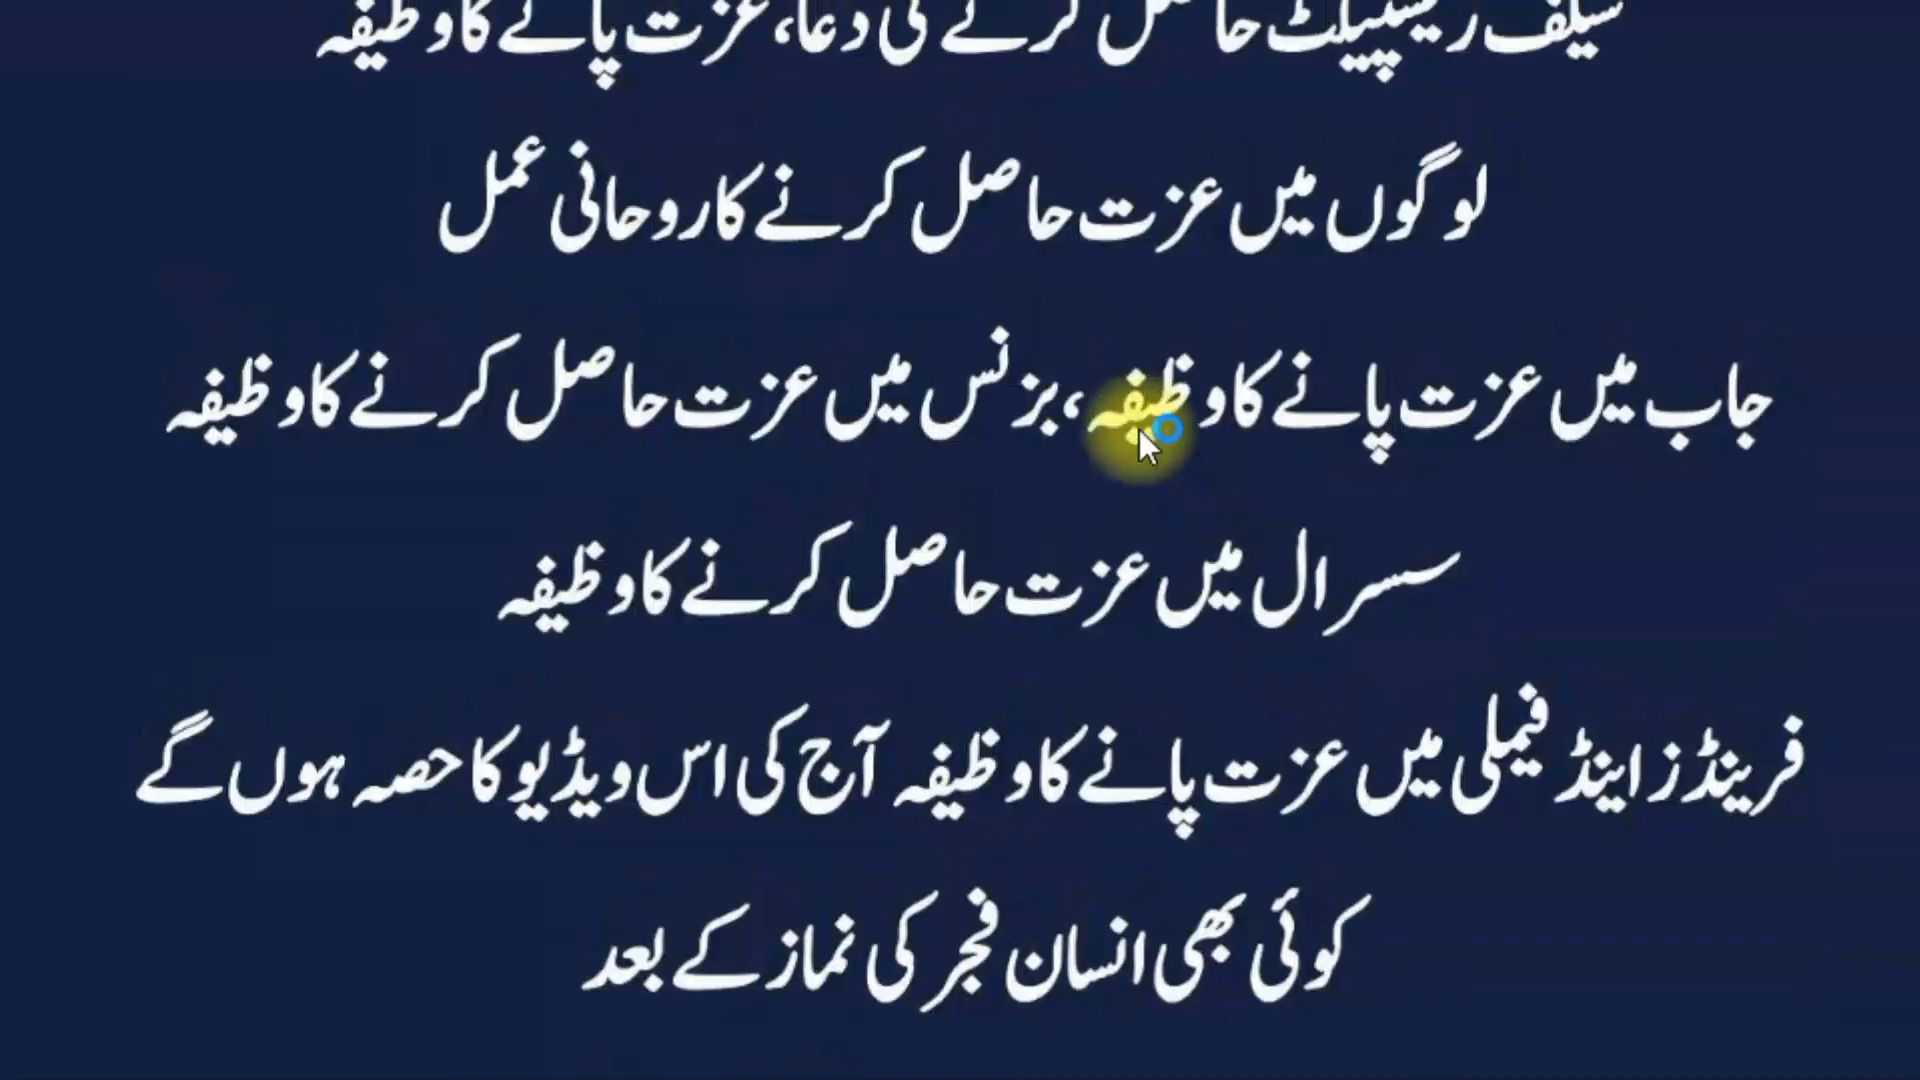 سیلف ریسپیکٹ حاصل کرنے کی دعا، عزت پانے کا وظیفہ
لوگوں میں عزت حاصل کرنے کا روحانی عمل
جاب میں عزت پانے کا وظیفہ، بزنس میں عزت حاصل کرنے کا وظیفہ
سسرال میں عزت حاصل کرنے کا وظیفہ
فرینڈز اینڈ فیملی میں عزت پانے کا وظیفہ آج کی اس ویڈیو کا حصہ ہوں گے
کوئی بھی انسان فجر کی نماز کے بعد